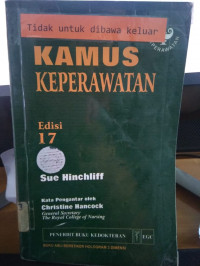 Tidak untuk dibawa keluar
KAMUS
KEPERAWATAN
Edisi
17
Sue Hinchliff
Kata Pengantar oleh
Christine Hancock
General Secretary
The Royal College of Nursing
PENERBIT BUKU KEDOKTERAN
EGC